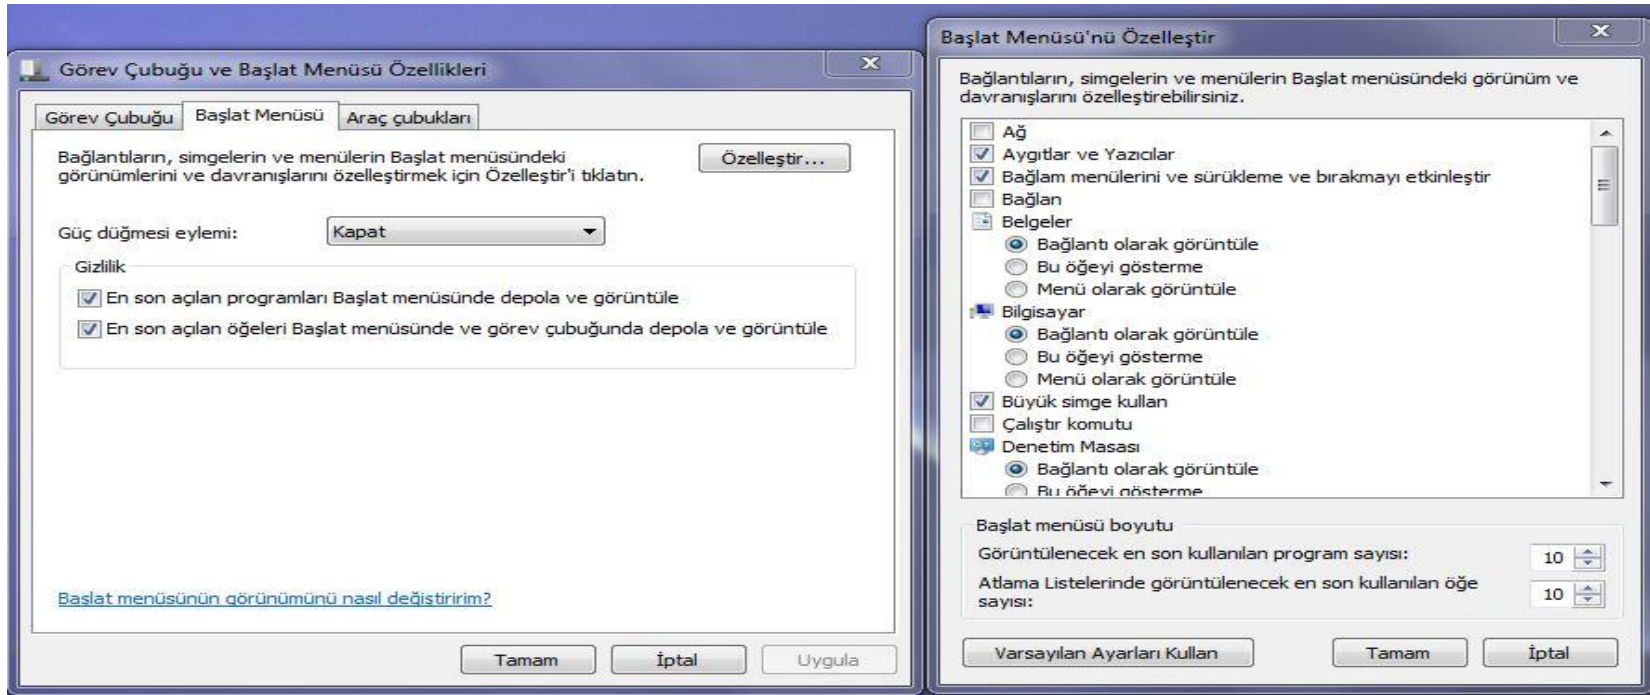 Görev Çubuğu ve Başlat Menüsü Özellikleri
Görev Çubuğu
Başlat Menüsü
Araç çubukları
Bağlantıların, simgelerin ve menülerin Başlat menüsündeki
görünümlerini ve davranışlarını özelleştirmek için Özelleştir'i tıklatın.
Özelleştir...
Güç düğmesi eylemi:
Kapat
Gizlilik
En son açılan programları Başlat menüsünde depola ve görüntüle
En son açılan öğeleri Başlat menüsünde ve görev çubuğunda depola ve görüntüle
Başlat menüsünün görünümünü nasıl değiştiririm?
Tamam
İptal
Uygula
Başlat Menüsü'nü Özelleştir
Bağlantıların, simgelerin ve menülerin Başlat menüsündeki görünüm ve
davranışlarını özelleştirebilirsiniz.
Ağ
Aygıtlar ve Yazıcılar
Bağlam menülerini ve sürükleme ve bırakmayı etkinleştir
Bağlan
Belgeler
Bağlantı olarak görüntüle
Bu öğeyi gösterme
Menü olarak görüntüle
Bilgisayar
Bağlantı olarak görüntüle
Bu öğeyi gösterme
Menü olarak görüntüle
Büyük simge kullan
Çalıştır komutu
Denetim Masası
Bağlantı olarak görüntüle
Bu öğeyi gösterme
Başlat menüsü boyutu
Görüntülenecek en son kullanılan program sayısı:
10
Atlama Listelerinde görüntülenecek en son kullanılan öğe
sayısı:
10
Varsayılan Ayarları Kullan
Tamam
İptal